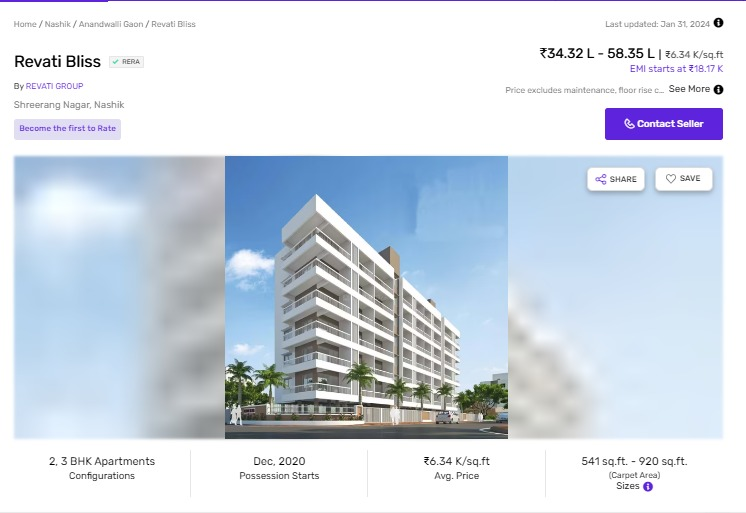 Home / Nashik / Anandwalli Gaon / Revati Bliss
Last updated: Jan 31, 2024
Revati Bliss
RERA
₹34.32 L - 58.35 L | ₹6.34 K/sq.ft
EMI starts at ₹18.17 K
By REVATI GROUP
Price excludes maintenance, floor rise c... See More
Shreerang Nagar, Nashik
Become the first to Rate
Contact Seller
SHARE
SAVE
2, 3 BHK Apartments
Configurations
Dec, 2020
Possession Starts
₹6.34 K/sq.ft
Avg. Price
541 sq.ft. - 920 sq.ft.
(Carpet Area)
Sizes